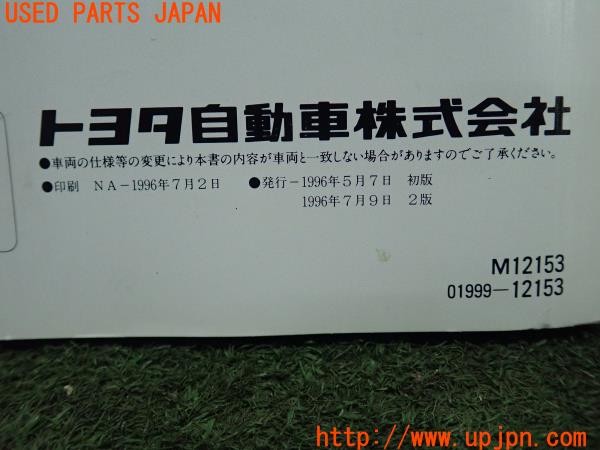 USED PARTS JAPAN
トヨタ自動車株式会社
●車両の仕様等の変更により本書の内容が車両と一致しない場合がありますのでご了承ください。
●印刷 NA－1996年7月2日 ●発行－1996年5月7日 初版
1996年7月9日 2版
M12153
01999－12153
http://www.upjpn.com/